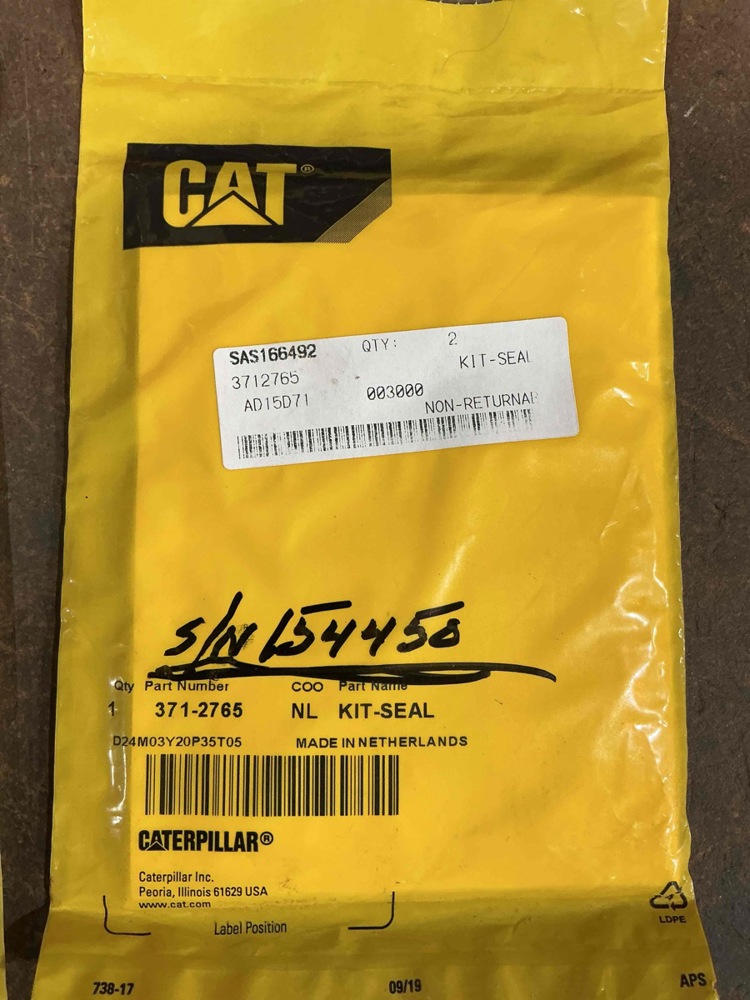 CAT®
SAS166492 QTY: 2
3712765 KIT-SEAL
AD15D71 003000
NON-RETURNAB
S/N 154450
Qty Part Number COO Part Name
1 371-2765 NL KIT-SEAL
D24M03Y20P35T05 MADE IN NETHERLANDS
CATERPILLAR®
Caterpillar Inc.
Peoria, Illinois 61629 USA
www.cat.com
Label Position
LDPE
738-17 09/19 APS